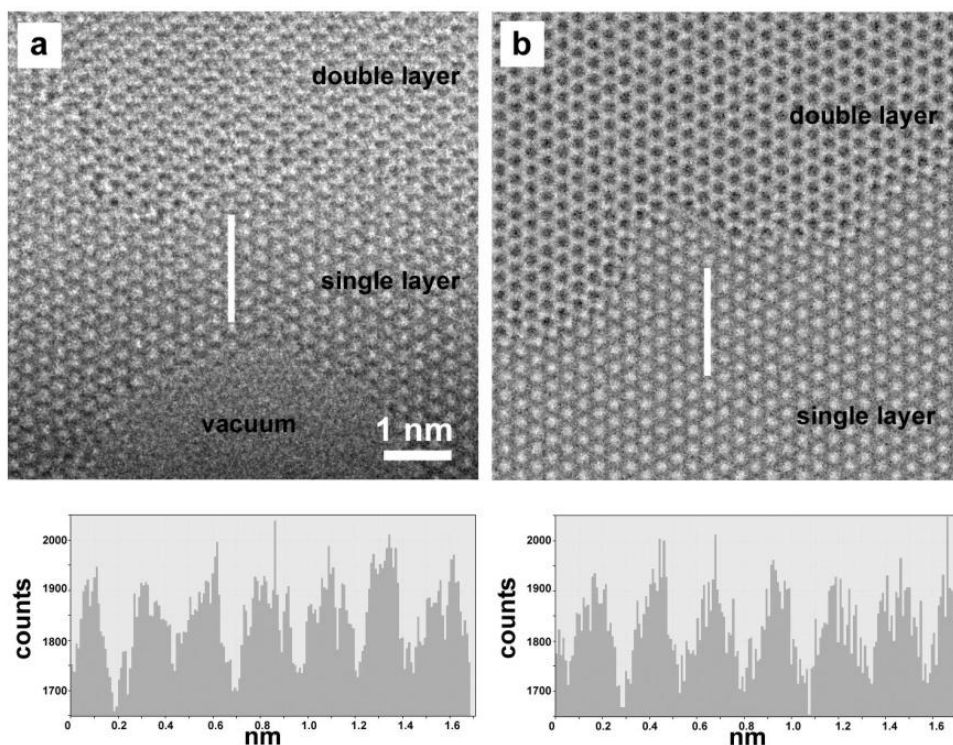 a
double layer
single layer
vacuum
1 nm
b
double layer
single layer
counts
2000
1900
1800
1700
0
0.2
0.4
0.6
0.8
1.0
1.2
1.4
1.6
nm
counts
2000
1900
1800
1700
0
0.2
0.4
0.6
0.8
1.0
1.2
1.4
1.6
nm